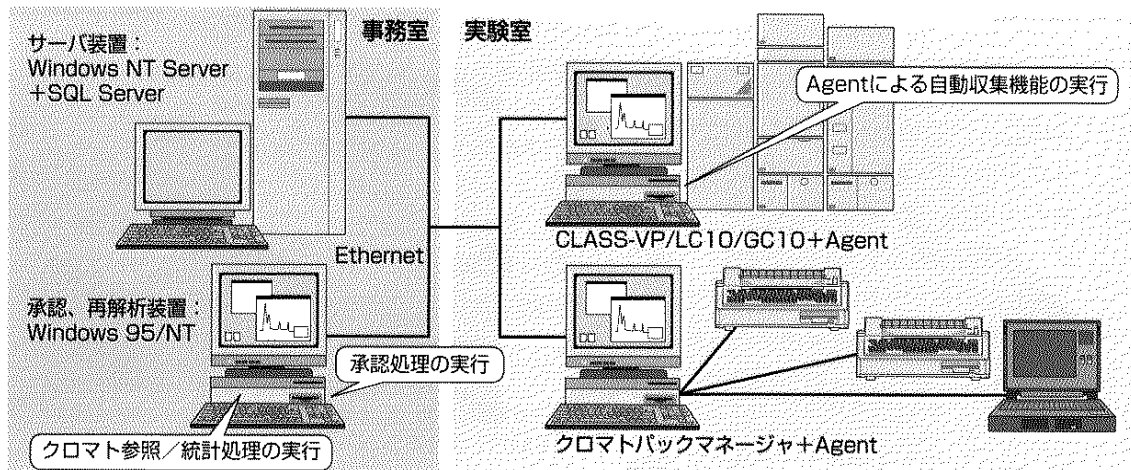 事務室
実験室
サーバ装置：
Windows NT Server
＋SQL Server
Agentによる自動収集機能の実行
Ethernet
CLASS-VP/LC10/GC10＋Agent
承認、再解析装置：
Windows 95/NT
承認処理の実行
クロマト参照／統計処理の実行
クロマトパックマネージャ＋Agent